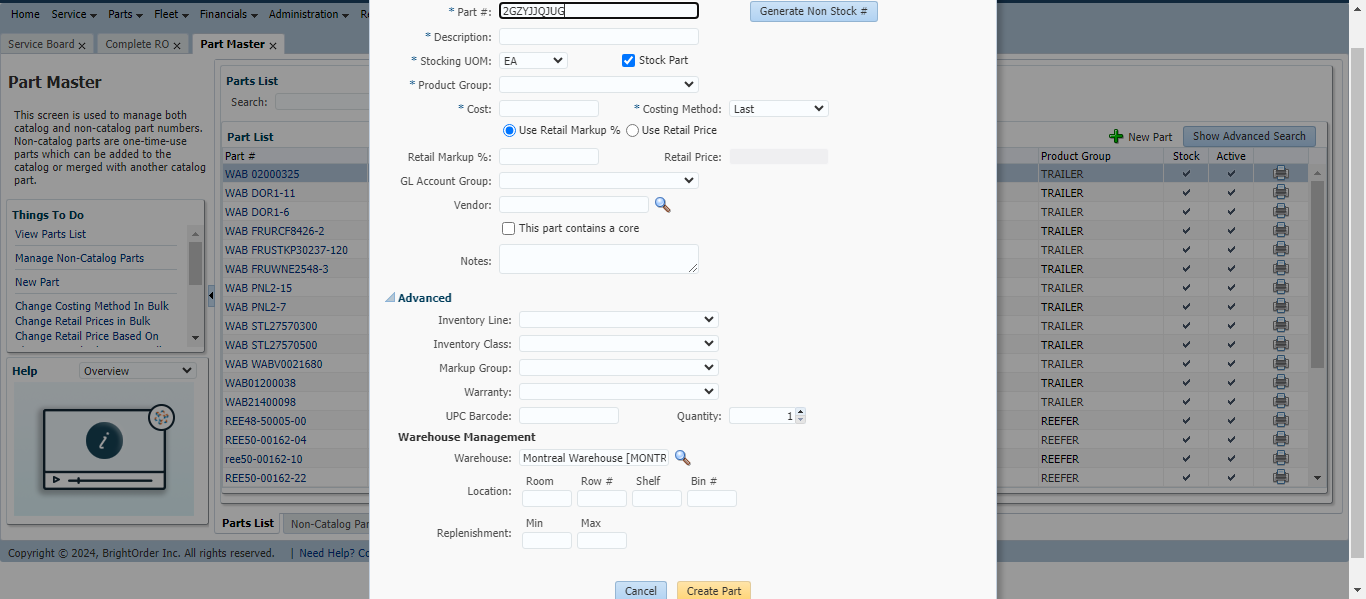 Home Service Parts Fleet Financials Administration
Service Board × Complete RO × Part Master ×
Part Master
This screen is used to manage both
catalog and non-catalog part numbers.
Non-catalog parts are one-time-use
parts which can be added to the
catalog or merged with another catalog
part.
Things To Do
View Parts List
Manage Non-Catalog Parts
New Part
Change Costing Method In Bulk
Change Retail Prices in Bulk
Change Retail Price Based On
Help Overview
Parts List
Search:
Part List
Part #
WAB 02000325
WAB DOR1-11
WAB DOR1-6
WAB FRURCF8426-2
WAB FRUSTKP30237-120
WAB FRUWNE2548-3
WAB PNL2-15
WAB PNL2-7
WAB STL27570300
WAB STL27570500
WAB WABV0021680
WAB01200038
WAB21400098
REE48-50005-00
REE50-00162-04
ree50-00162-10
REE50-00162-22
Parts List Non-Catalog Par
* Part #: 2GZYJJQJUG Generate Non Stock #
* Description:
* Stocking UOM: EA Stock Part
* Product Group:
* Cost: * Costing Method: Last
Use Retail Markup % Use Retail Price
Retail Markup %: Retail Price:
GL Account Group:
Vendor:
This part contains a core
Notes:
Advanced
Inventory Line:
Inventory Class:
Markup Group:
Warranty:
UPC Barcode: Quantity: 1
Warehouse Management
Warehouse: Montreal Warehouse [MONTR
Room Row # Shelf Bin #
Location:
Min Max
Replenishment:
Cancel Create Part
New Part Show Advanced Search
Product Group Stock Active
TRAILER
TRAILER
TRAILER
TRAILER
TRAILER
TRAILER
TRAILER
TRAILER
TRAILER
TRAILER
TRAILER
TRAILER
TRAILER
REEFER
REEFER
REEFER
REEFER
Copyright © 2024, BrightOrder Inc. All rights reserved. | Need Help? Co